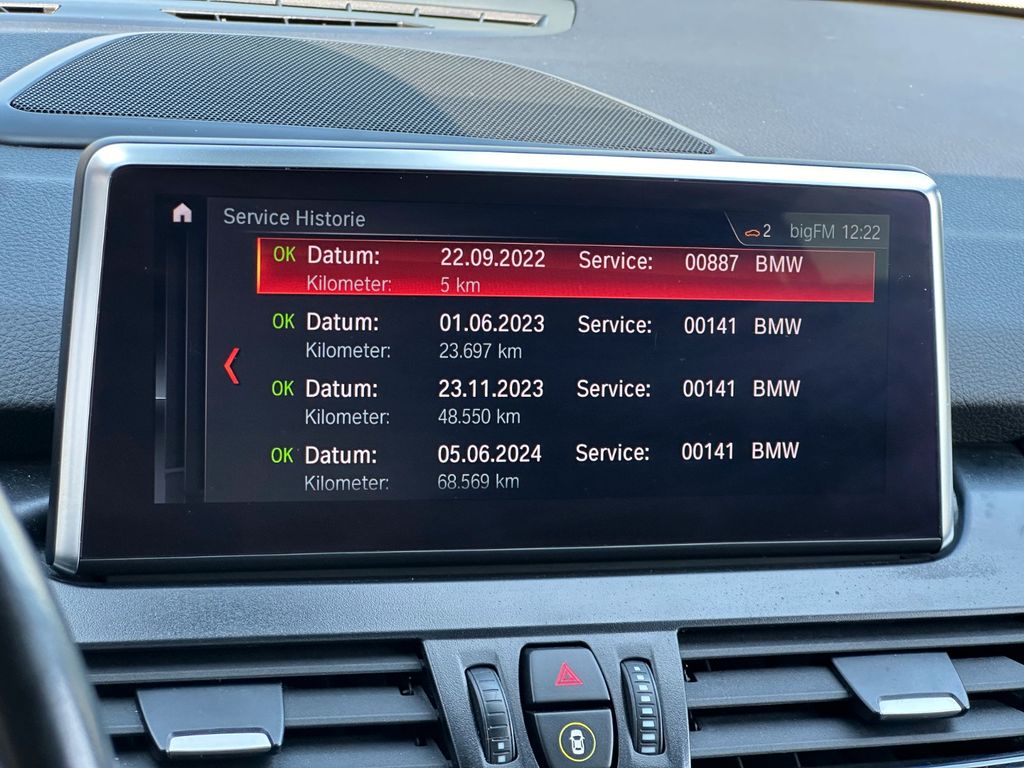 Service Historie
2 bigFM 12:22
OK Datum: 22.09.2022 Service: 00887 BMW
Kilometer: 5 km
OK Datum: 01.06.2023 Service: 00141 BMW
Kilometer: 23.697 km
OK Datum: 23.11.2023 Service: 00141 BMW
Kilometer: 48.550 km
OK Datum: 05.06.2024 Service: 00141 BMW
Kilometer: 68.569 km